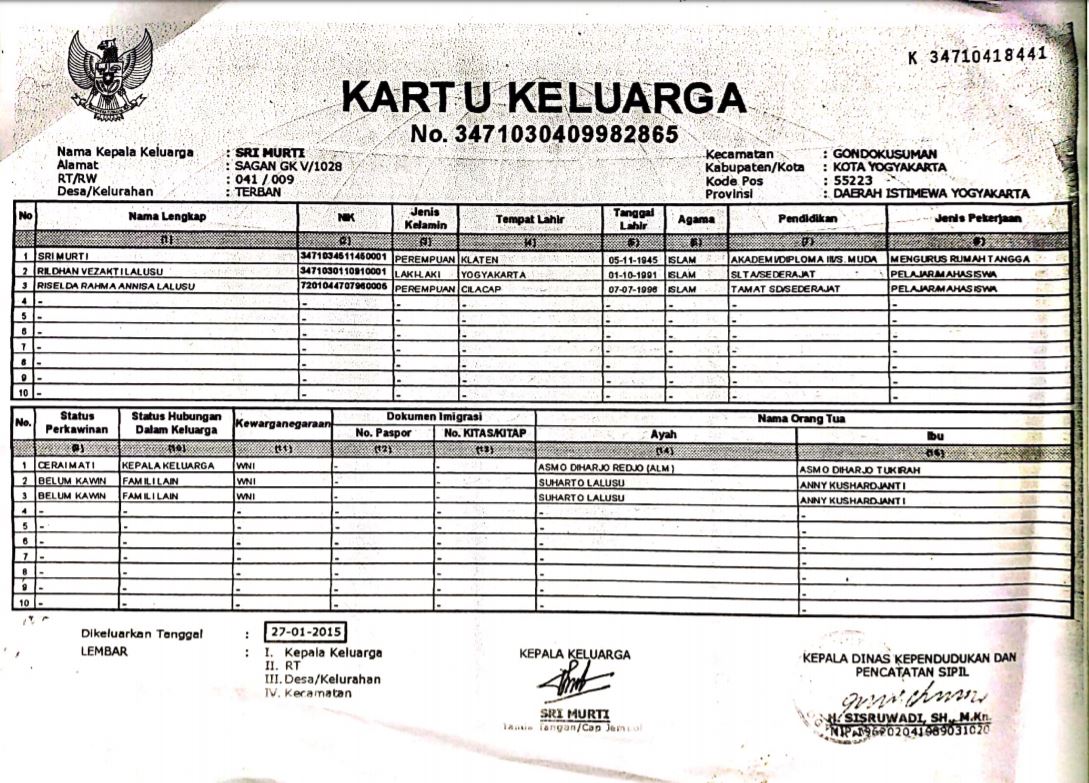 K 34710418441
KARTU KELUARGA
No. 3471030409982865
Nama Kepala Keluarga : SRI MURTI
Alamat : SAGAN GK V/1028
RT/RW : 041 / 009
Desa/Kelurahan : TERBAN
Kecamatan : GONDOKUSUMAN
Kabupaten/Kota : KOTA YOGYAKARTA
Kode Pos : 55223
Provinsi : DAERAH ISTIMEWA YOGYAKARTA
No Nama Lengkap NIK Jenis Kelamin Tempat Lahir Tanggal Lahir Agama Pendidikan Jenis Pekerjaan
(1) (2) (3) (4) (5) (6) (7) (8)
1 SRI MURTI 3471034511450001 PEREMPUAN KLATEN 05-11-1945 ISLAM AKADEMI/DIPLOMA III/S. MUDA MENGURUS RUMAH TANGGA
2 RILDHAN VEZAKTI LALUSU 3471030110910001 LAKI-LAKI YOGYAKARTA 01-10-1991 ISLAM SLTA/SEDERAJAT PELAJAR/MAHASISWA
3 RISELDA RAHMA ANNISA LALUSU 7201044707960006 PEREMPUAN CILACAP 07-07-1996 ISLAM TAMAT SD/SEDERAJAT PELAJAR/MAHASISWA
4 - - - - - - - -
5 - - - - - - - -
6 - - - - - - - -
7 - - - - - - - -
8 - - - - - - - -
9 - - - - - - - -
10 - - - - - - - -
No. Status Perkawinan Status Hubungan Dalam Keluarga Kewarganegaraan Dokumen Imigrasi Nama Orang Tua
No. Paspor No. KITAS/KITAP Ayah Ibu
(9) (10) (11) (12) (13) (14) (15)
1 CERAI MATI KEPALA KELUARGA WNI - - ASMO DIHARJO REDJO (ALM) ASMO DIHARJO TUKIRAH
2 BELUM KAWIN FAMILI LAIN WNI - - SUHARTO LALUSU ANNY KUSHARDJANTI
3 BELUM KAWIN FAMILI LAIN WNI - - SUHARTO LALUSU ANNY KUSHARDJANTI
4 - - - - - - -
5 - - - - - - -
6 - - - - - - -
7 - - - - - - -
8 - - - - - - -
9 - - - - - - -
10 - - - - - - -
Dikeluarkan Tanggal : 27-01-2015
LEMBAR : I. Kepala Keluarga
II. RT
III. Desa/Kelurahan
IV. Kecamatan
KEPALA KELUARGA
SRI MURTI
Tanda Tangan/Cap Jempol
KEPALA DINAS KEPENDUDUKAN DAN
PENCATATAN SIPIL
H. SISRUWADI, SH., M.Kn.